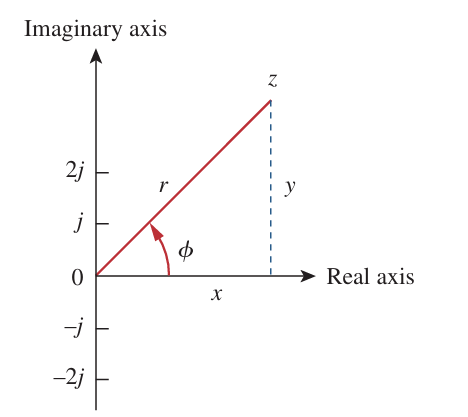 Imaginary axis
z
2j
r
y
j
ϕ
0
Real axis
x
–j
–2j